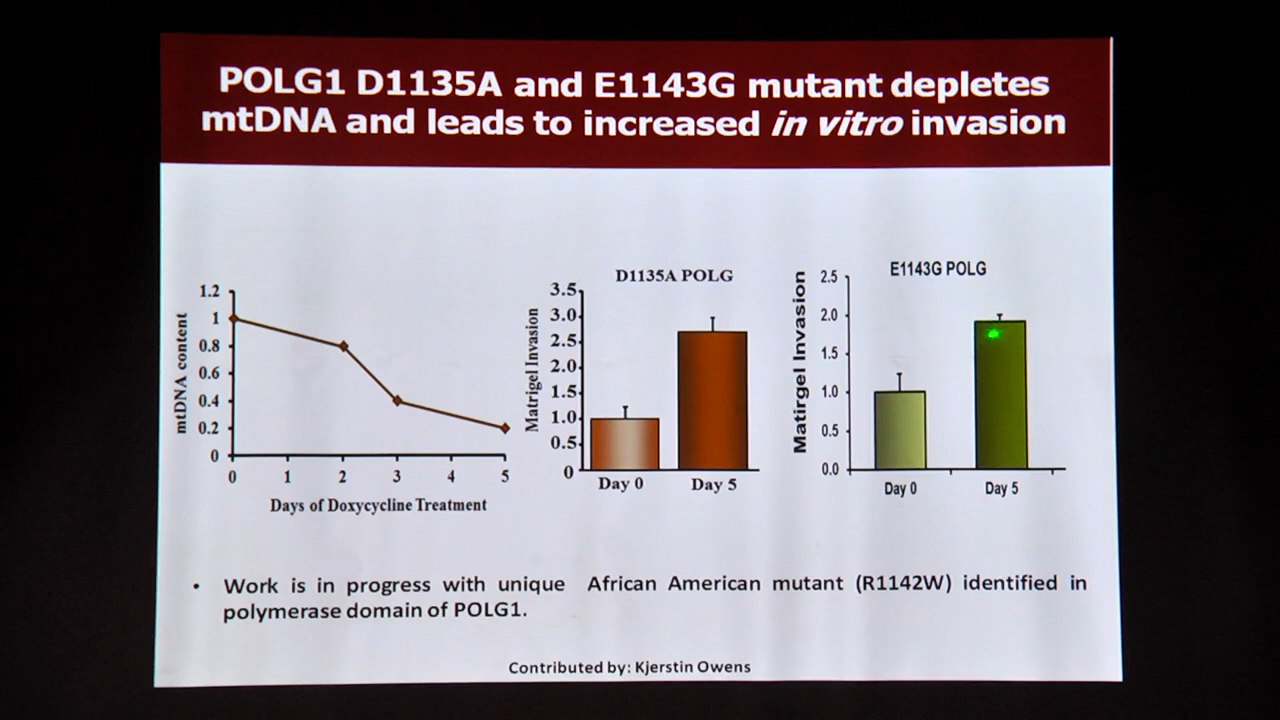 POLG1 D1135A and E1143G mutant depletes
mtDNA and leads to increased in vitro invasion
mtDNA content
1.2
1
0.8
0.6
0.4
0.2
0
0 1 2 3 4 5
Days of Doxycycline Treatment
D1135A POLG
Matrigel Invasion
3.5
3.0
2.5
2.0
1.5
1.0
0.5
0
Day 0 Day 5
E1143G POLG
Matirgel Invasion
2.5
2.0
1.5
1.0
0.5
0.0
Day 0 Day 5
• Work is in progress with unique African American mutant (R1142W) identified in
polymerase domain of POLG1.
Contributed by: Kjerstin Owens